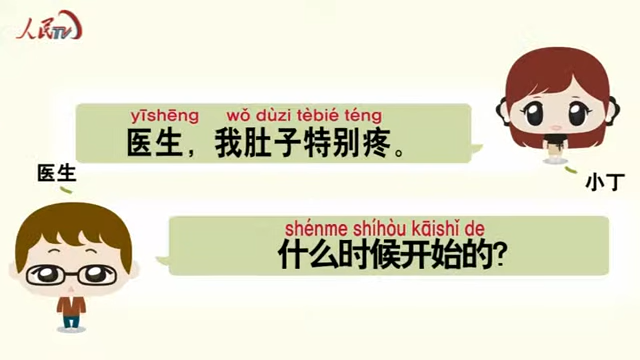 人民TV
yīshēng wǒ dùzi tèbié téng
医生，我肚子特别疼。
小丁
医生
shénme shíhòu kāishǐ de
什么时候开始的?